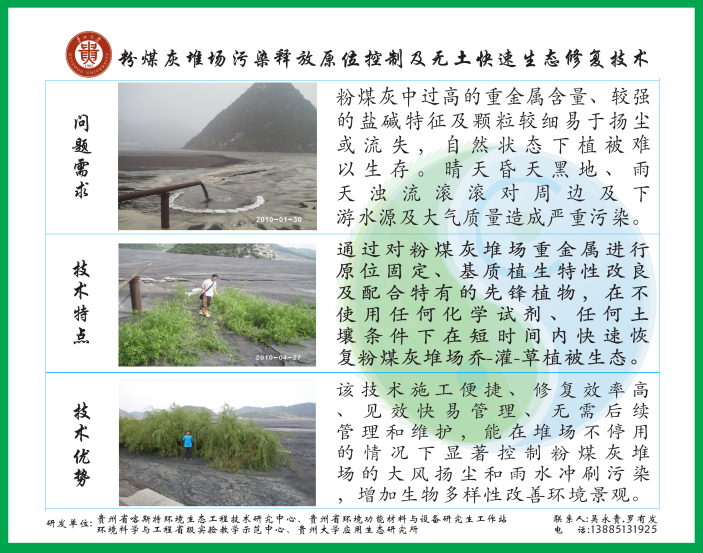 粉煤灰堆场污染释放原位控制及无土快速生态修复技术
问题需求
粉煤灰中过高的重金属含量、较强
的盐碱特征及颗粒较细易于扬尘
或流失，自然状态下植被难
以生存。晴天昏天黑地、雨
天浊流滚滚对周边及下
游水源及大气质量造成严重污染。
2010-01-30
技术特点
通过对粉煤灰堆场重金属进行
原位固定、基质植生特性改良
及配合特有的先锋植物，在不
使用任何化学试剂、任何土
壤条件下在短时间内快速恢
复粉煤灰堆场乔-灌-草植被生态。
2010-04-27
技术优势
该技术施工便捷、修复效率高
、见效快易管理、无需后续
管理和维护，能在堆场不停用
的情况下显著控制粉煤灰堆
场的大风扬尘和雨水冲刷污染
，增加生物多样性改善环境景观。
研发单位：贵州省喀斯特环境生态工程技术研究中心、贵州省环境功能材料与设备研究生工作站
环境科学与工程省级实验教学示范中心、贵州大学应用生态研究所
联系人：吴永贵，罗有发
电 话：13885131925